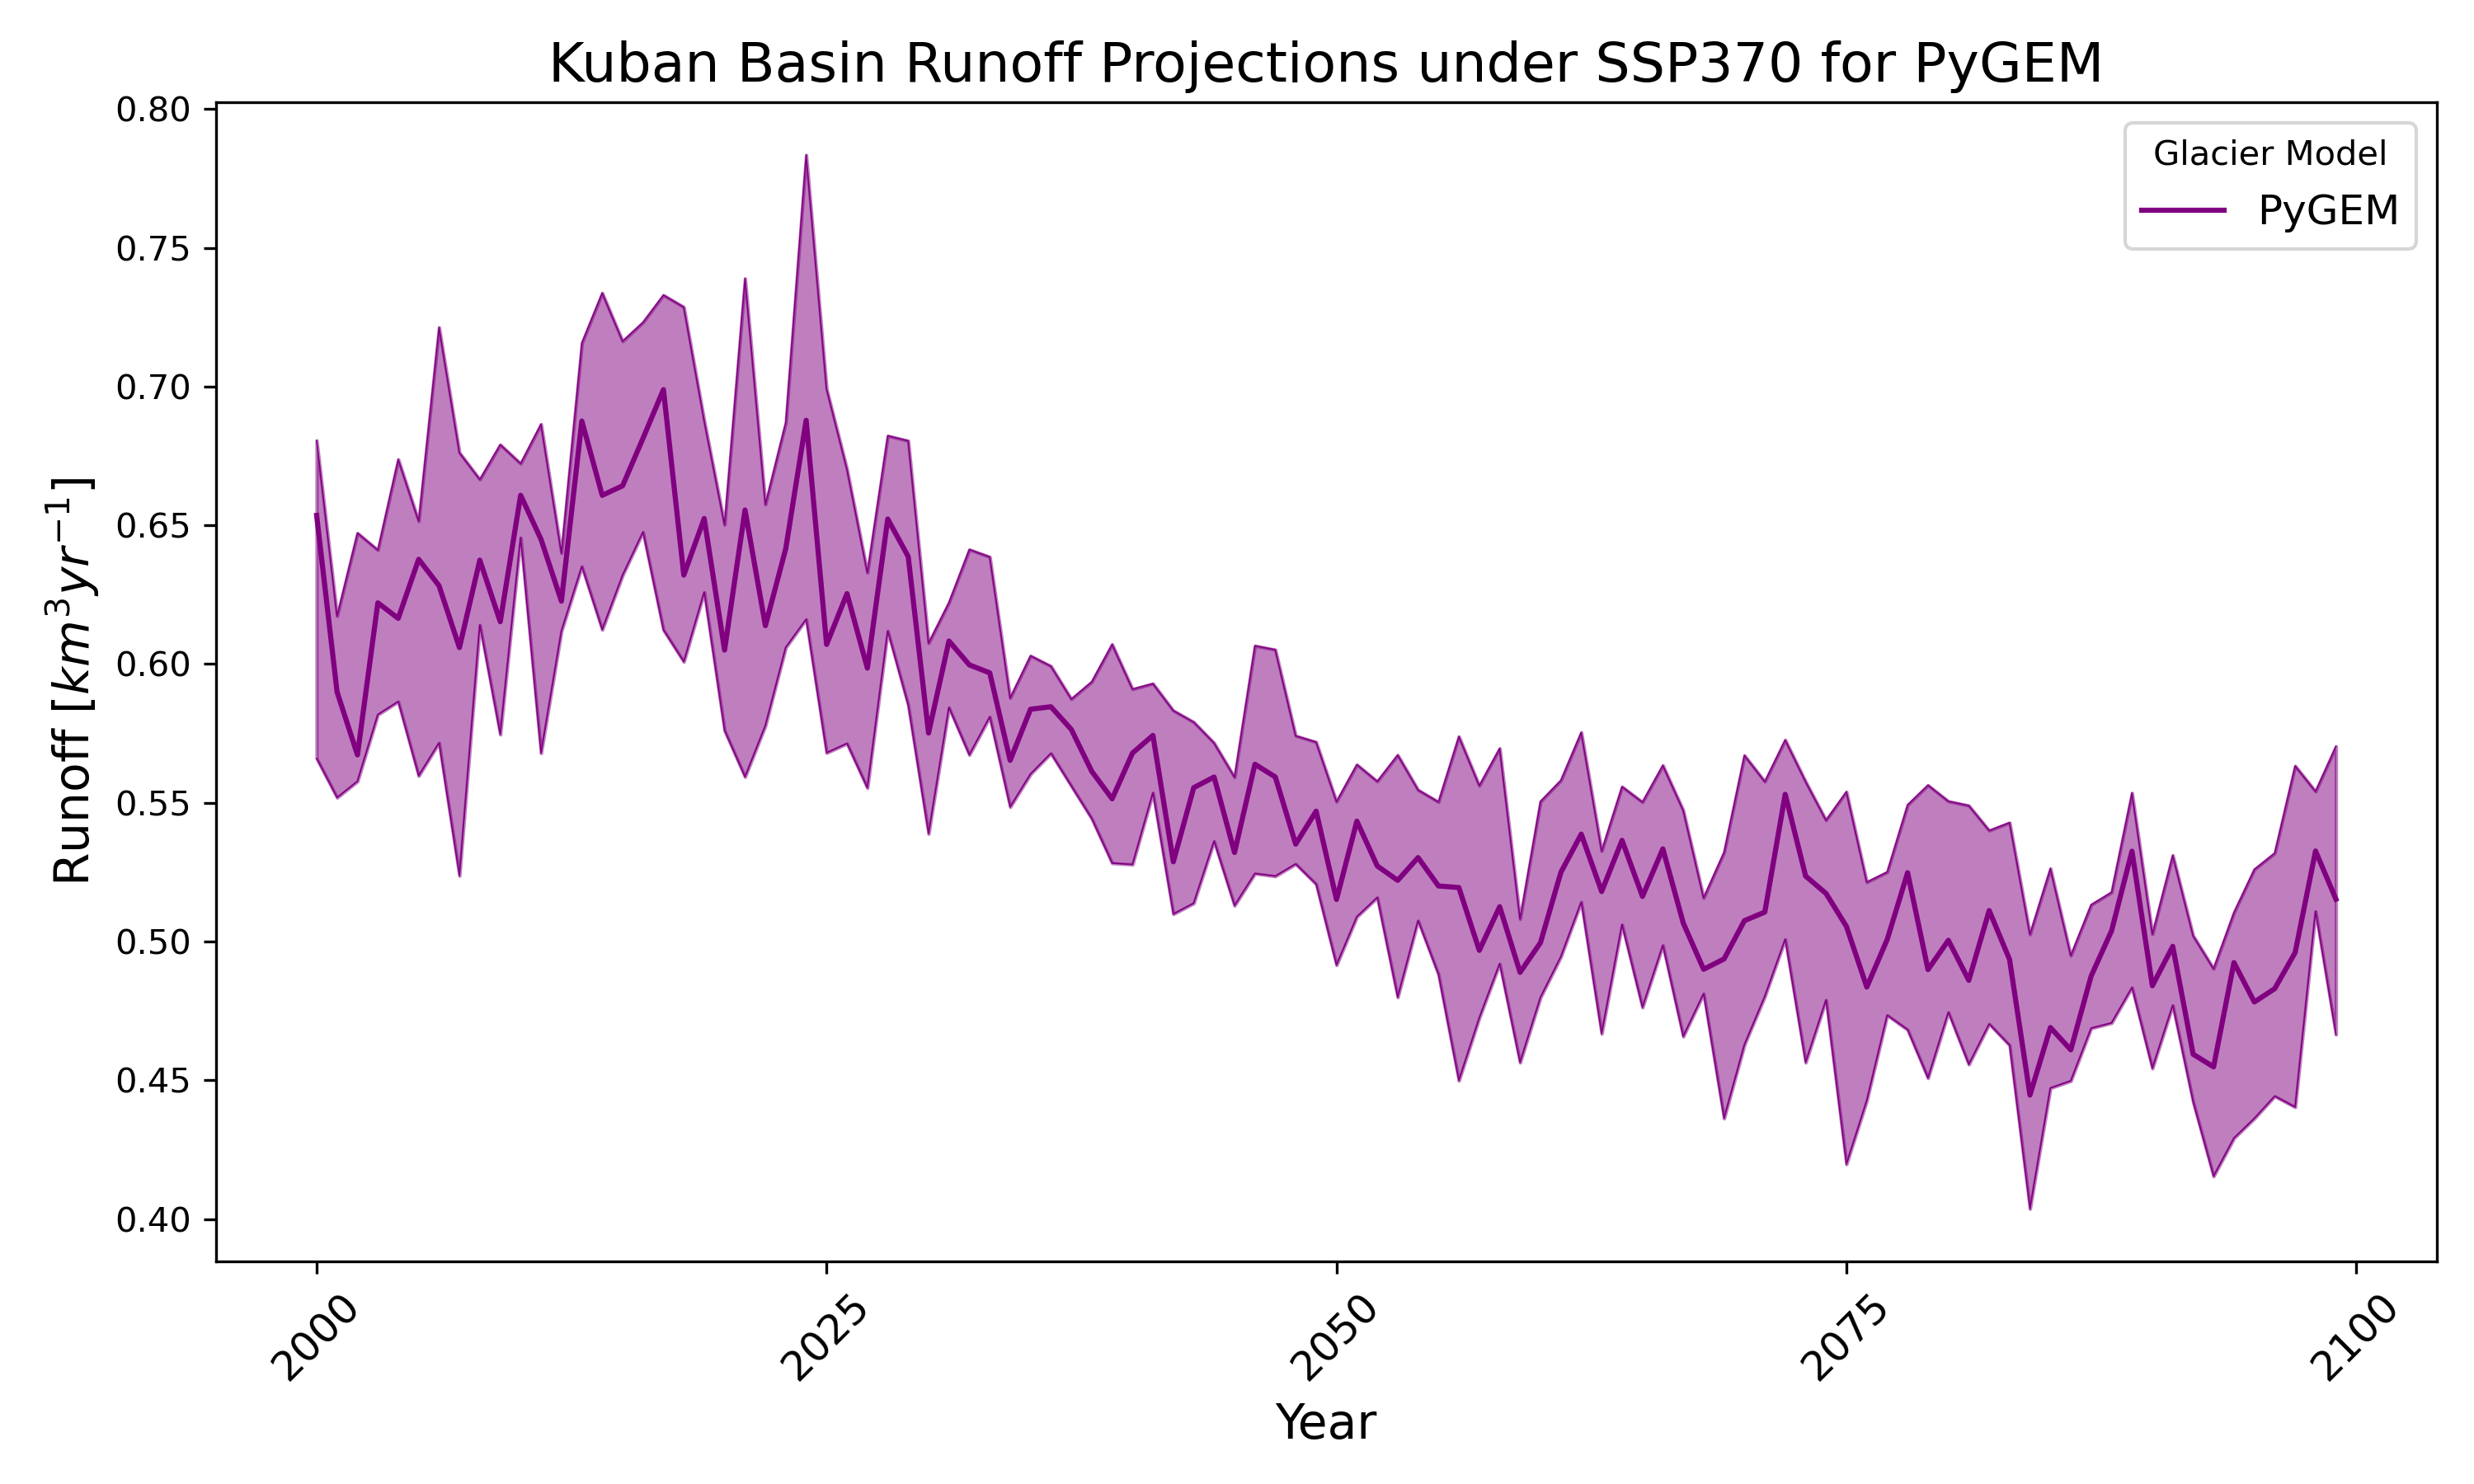 Kuban Basin Runoff Projections under SSP370 for PyGEM
Glacier Model
PyGEM
Runoff [km³yr⁻¹]
0.80
0.75
0.70
0.65
0.60
0.55
0.50
0.45
0.40
2000
2025
2050
2075
2100
Year